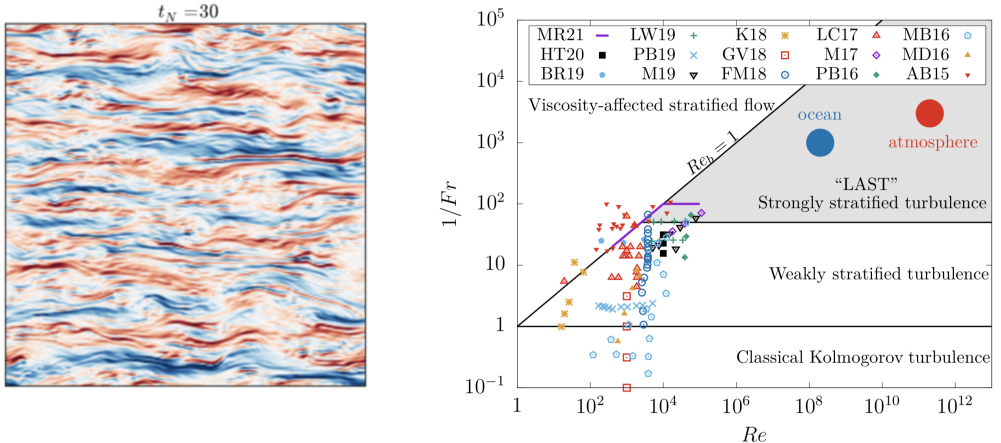 t_N = 30
10^5
10^4
10^3
10^2
10
1
10^−1
1/Fr
MR21 LW19 K18 LC17 MB16
HT20 PB19 GV18 M17 MD16
BR19 M19 FM18 PB16 AB15
Viscosity-affected stratified flow
Re_b = 1
ocean
atmosphere
“LAST”
Strongly stratified turbulence
Weakly stratified turbulence
Classical Kolmogorov turbulence
1 10^2 10^4 10^6 10^8 10^10 10^12
Re